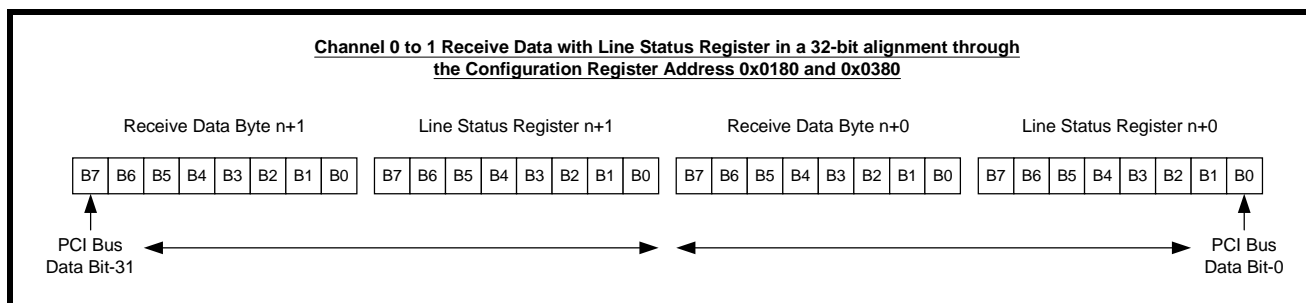 Channel 0 to 1 Receive Data with Line Status Register in a 32-bit alignment through
the Configuration Register Address 0x0180 and 0x0380
Receive Data Byte n+1 Line Status Register n+1 Receive Data Byte n+0 Line Status Register n+0
B7 B6 B5 B4 B3 B2 B1 B0 B7 B6 B5 B4 B3 B2 B1 B0 B7 B6 B5 B4 B3 B2 B1 B0 B7 B6 B5 B4 B3 B2 B1 B0
PCI Bus
Data Bit-31
PCI Bus
Data Bit-0